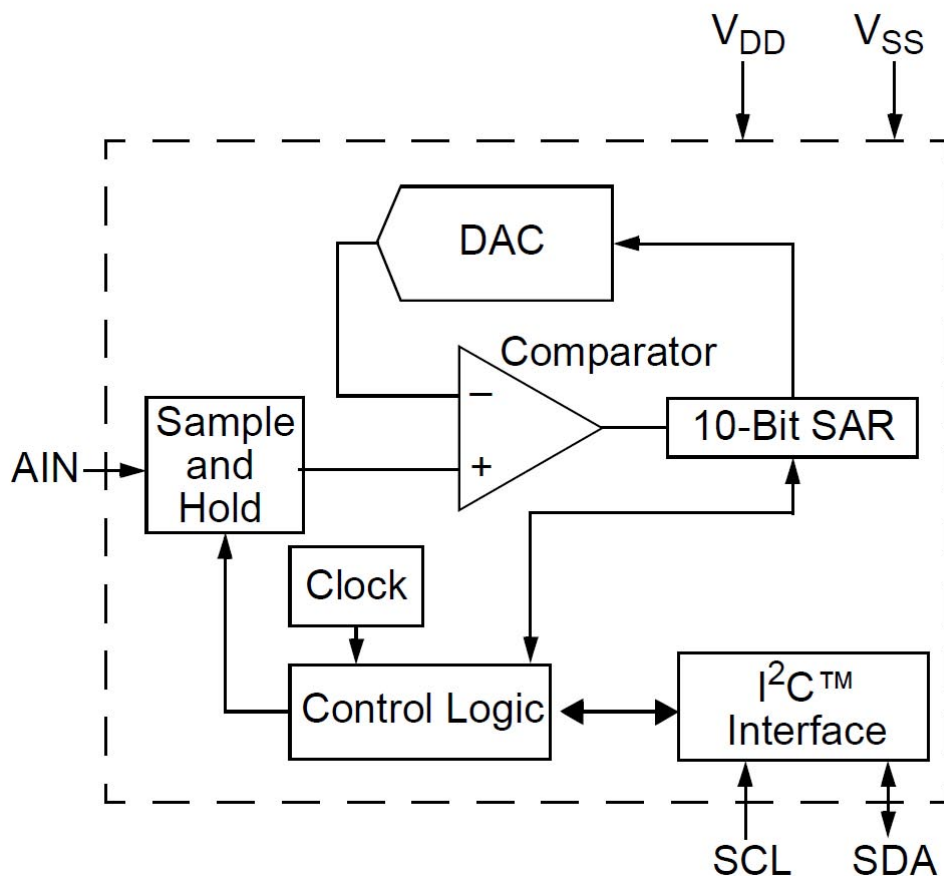 VDD VSS
DAC
Comparator
−
+
10-Bit SAR
Sample
and
Hold
AIN
Clock
Control Logic
I²C™
Interface
SCL SDA